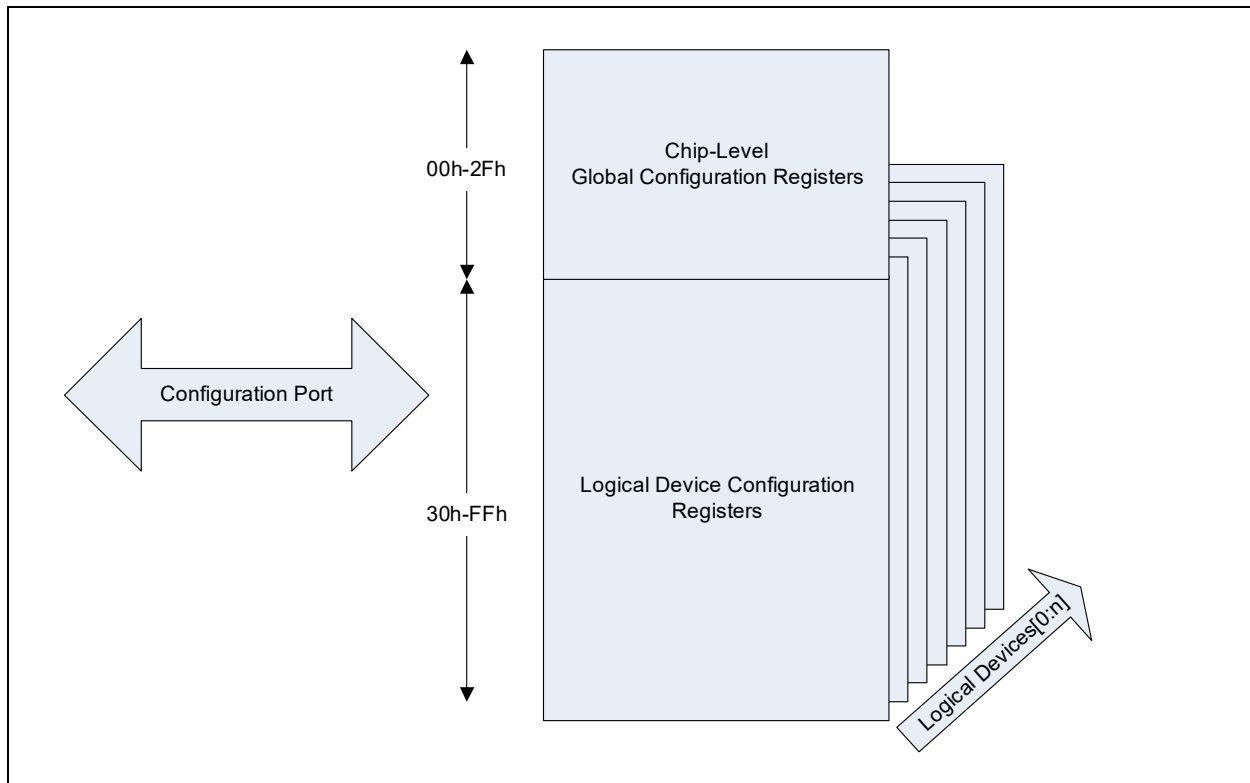 00h-2Fh
Chip-Level
Global Configuration Registers
Configuration Port
30h-FFh
Logical Device Configuration
Registers
Logical Devices[0:n]